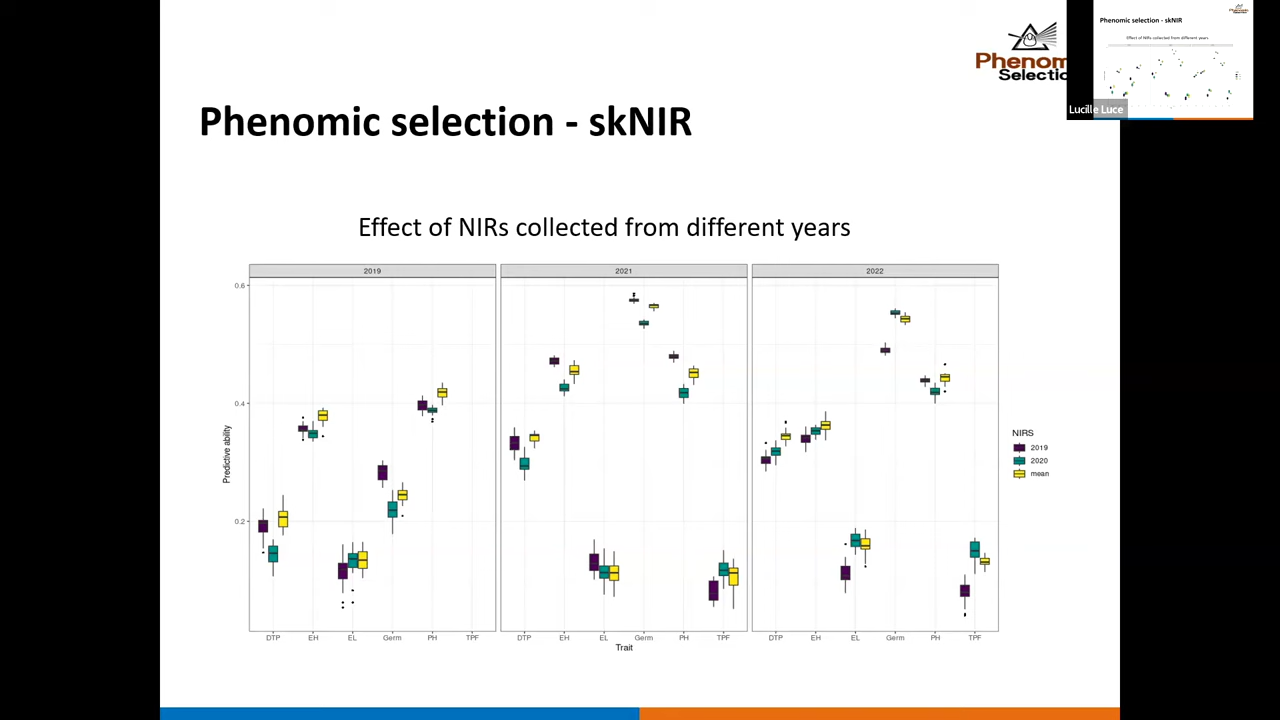 Phenom
Selectio
Phenomic selection - skNIR
Effect of NIRs collected from different years
2019 2021 2022
0.6
0.4
0.2
Predictive ability
DTP EH EL Germ PH TPF DTP EH EL Germ PH TPF DTP EH EL Germ PH TPF
Trait
NIRS
2019
2020
mean
Phenomic selection - skNIR
Effect of NIRs collected from different years
Lucille Luce